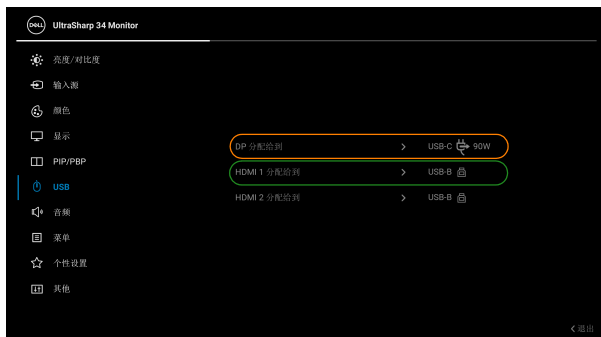 DELL UltraSharp 34 Monitor
亮度/对比度
输入源
颜色
显示
PIP/PBP
USB
音频
菜单
个性设置
其他
DP 分配给到 > USB-C 90W
HDMI 1 分配给到 > USB-B
HDMI 2 分配给到 > USB-B
退出